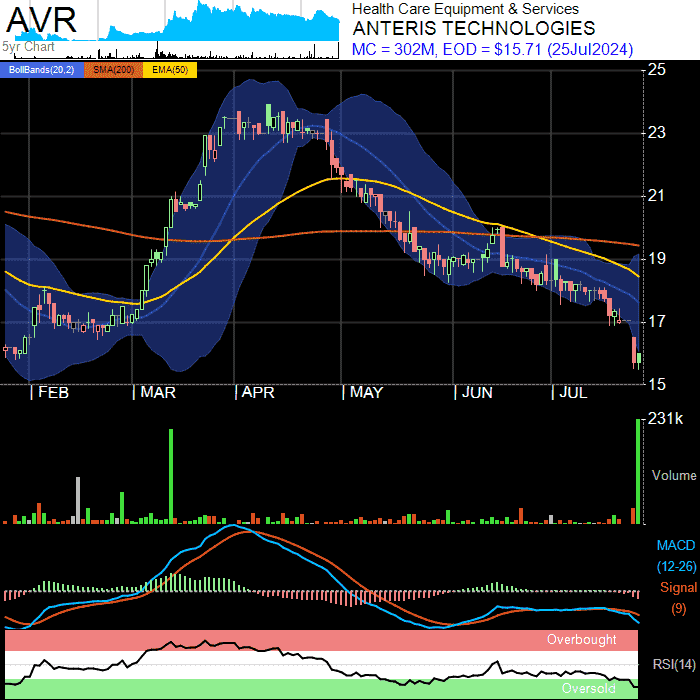 AVR
Health Care Equipment & Services
ANTERIS TECHNOLOGIES
5yr Chart
MC = 302M, EOD = $15.71 (25Jul2024)
BollBands(20,2) SMA(200) EMA(50)
25
23
21
19
17
15
FEB MAR APR MAY JUN JUL
231k
Volume
MACD
(12-26)
Signal
(9)
Overbought
RSI(14)
Oversold